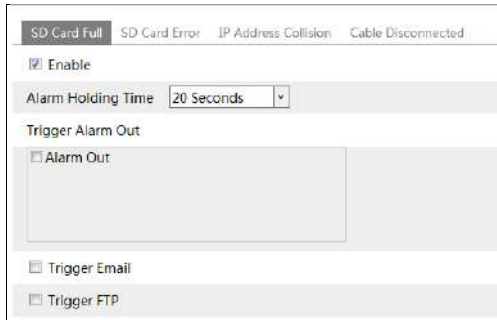 SD Card Full SD Card Error IP Address Collision Cable Disconnected
Enable
Alarm Holding Time 20 Seconds
Trigger Alarm Out
Alarm Out
Trigger Email
Trigger FTP